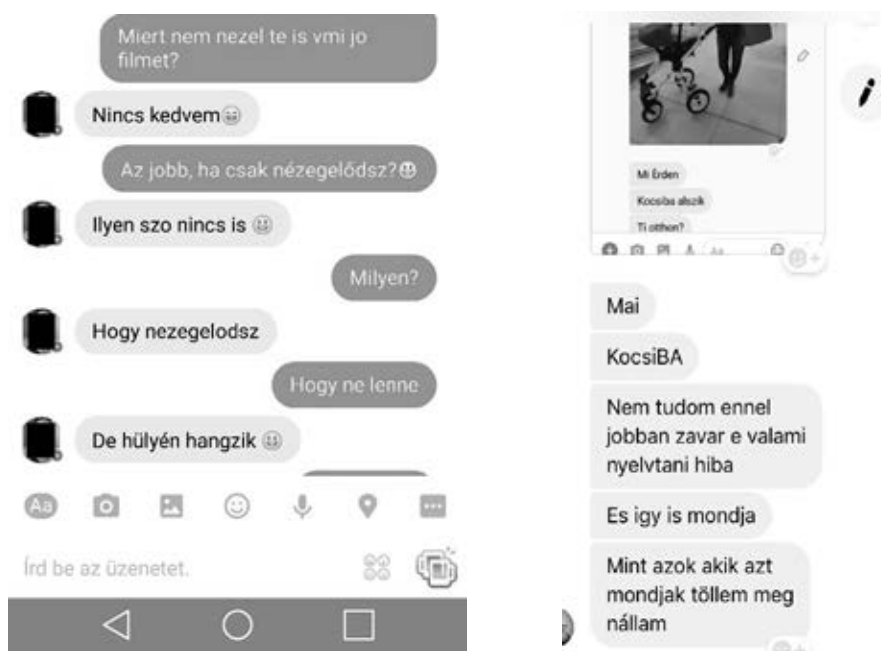 Miert nem nezel te is vmi jo
filmet?
Nincs kedvem
Az jobb, ha csak nézegelődsz?
Ilyen szo nincs is
Milyen?
Hogy nezegelodsz
Hogy ne lenne
De hülyén hangzik
Aa
Írd be az üzenetet.
Mi Érden
Kocsiba alszik
Ti otthon?
Aa
Mai
KocsiBA
Nem tudom ennel
jobban zavar e valami
nyelvtani hiba
Es igy is mondja
Mint azok akik azt
mondjak töllem meg
nállam